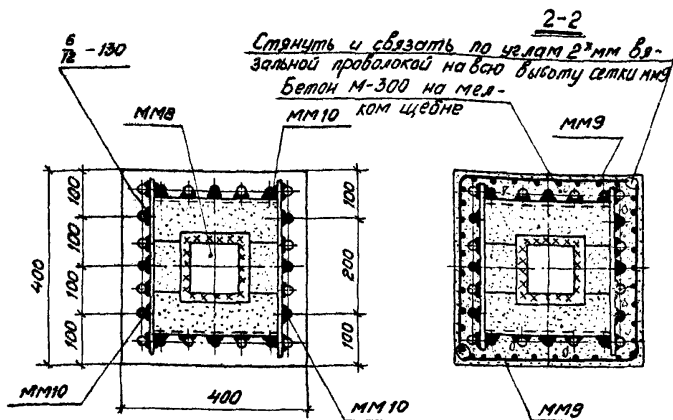 2-2
6/12 -130
Стянуть и связать по углам 2ᵡ мм вя-
зальной проволокой на всю высоту сетки мм9
Бетон М-300 на мел-
ком щебне
ММ8
ММ10
ММ9
100
100
100
100
400
100
200
100
400
ММ10
ММ10
ММ9